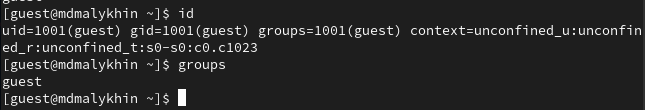 [guest@mdmalykhin ~]$ id
uid=1001(guest) gid=1001(guest) groups=1001(guest) context=unconfined_u:unconfin
ed_r:unconfined_t:s0-s0:c0.c1023
[guest@mdmalykhin ~]$ groups
guest
[guest@mdmalykhin ~]$